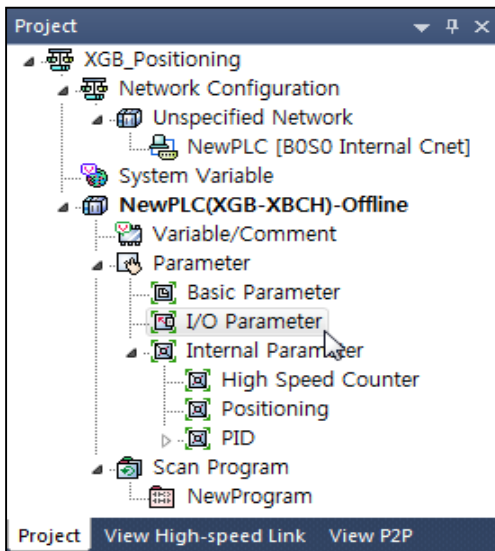 Project
XGB_Positioning
Network Configuration
Unspecified Network
NewPLC [B0S0 Internal Cnet]
System Variable
NewPLC(XGB-XBCH)-Offline
Variable/Comment
Parameter
Basic Parameter
I/O Parameter
Internal Parameter
High Speed Counter
Positioning
PID
Scan Program
NewProgram
Project View High-speed Link View P2P